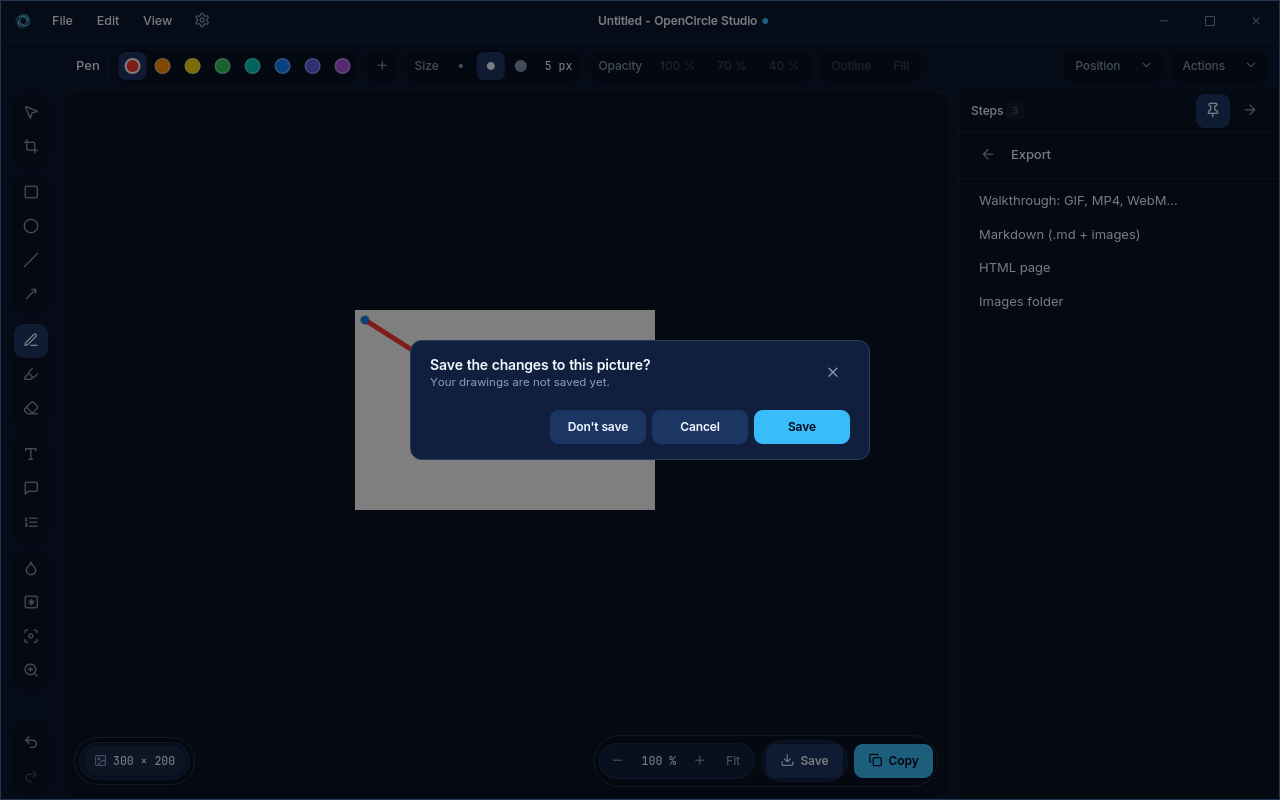 File Edit View Untitled - OpenCircle Studio
Pen Size 5 px Opacity 100 % 70 % 40 % Outline Fill Position Actions
Steps 3
Export
Walkthrough: GIF, MP4, WebM...
Markdown (.md + images)
HTML page
Images folder
Save the changes to this picture?
Your drawings are not saved yet.
Don't save Cancel Save
300 × 200 100 % Fit Save Copy